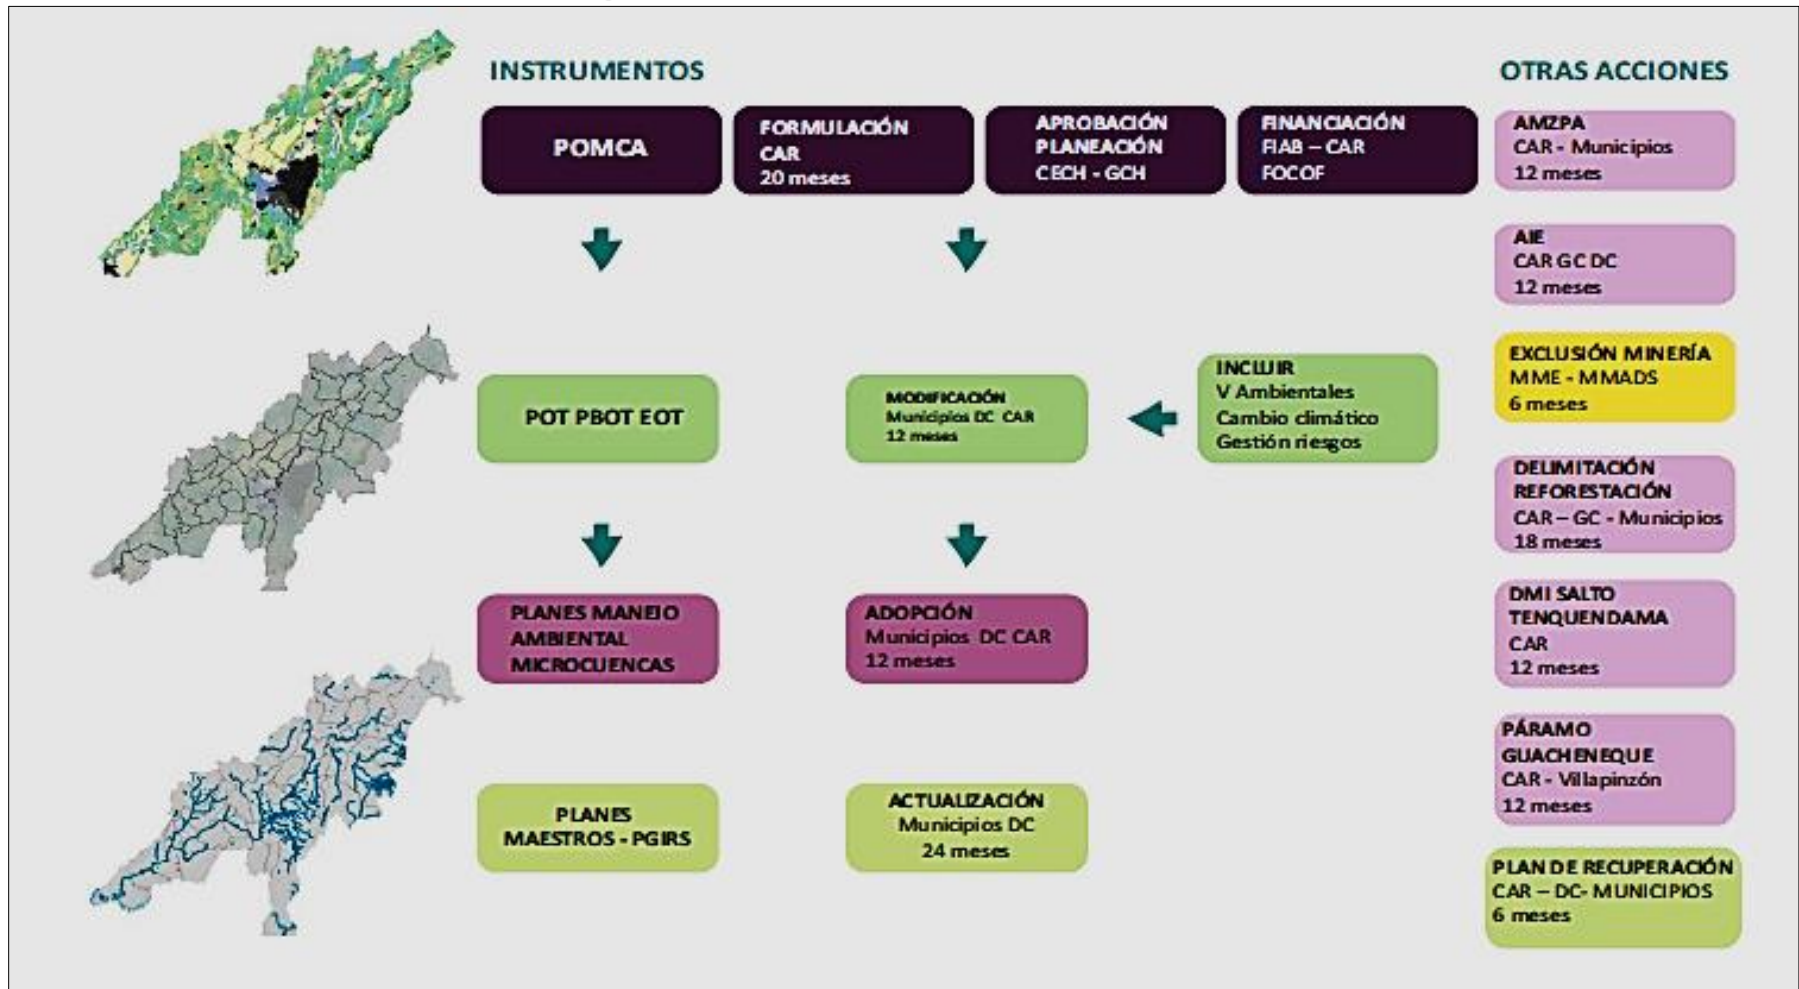 INSTRUMENTOS
POMCA
FORMULACIÓN
CAR
20 meses
APROBACIÓN
PLANEACIÓN
CECH - GCH
FINANCIACIÓN
FIAB – CAR
FOCOF
POT PBOT EOT
MODIFICACIÓN
Municipios DC CAR
12 meses
INCLUIR
V Ambientales
Cambio climático
Gestión riesgos
PLANES MANEJO
AMBIENTAL
MICROCUENCAS
ADOPCIÓN
Municipios DC CAR
12 meses
PLANES
MAESTROS - PGIRS
ACTUALIZACIÓN
Municipios DC
24 meses
OTRAS ACCIONES
AMZPA
CAR - Municipios
12 meses
AIE
CAR GC DC
12 meses
EXCLUSIÓN MINERÍA
MME - MMADS
6 meses
DELIMITACIÓN
REFORESTACIÓN
CAR – GC - Municipios
18 meses
DMI SALTO
TENQUENDAMA
CAR
12 meses
PÁRAMO
GUACHENEQUE
CAR - Villapinzón
12 meses
PLAN DE RECUPERACIÓN
CAR – DC- MUNICIPIOS
6 meses